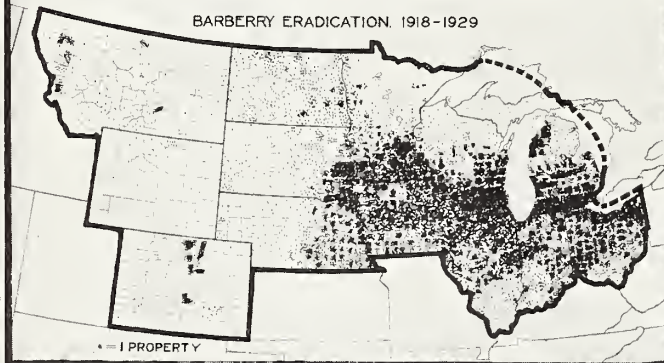 BARBERRY ERADICATION. 1918-1929
• = 1 PROPERTY